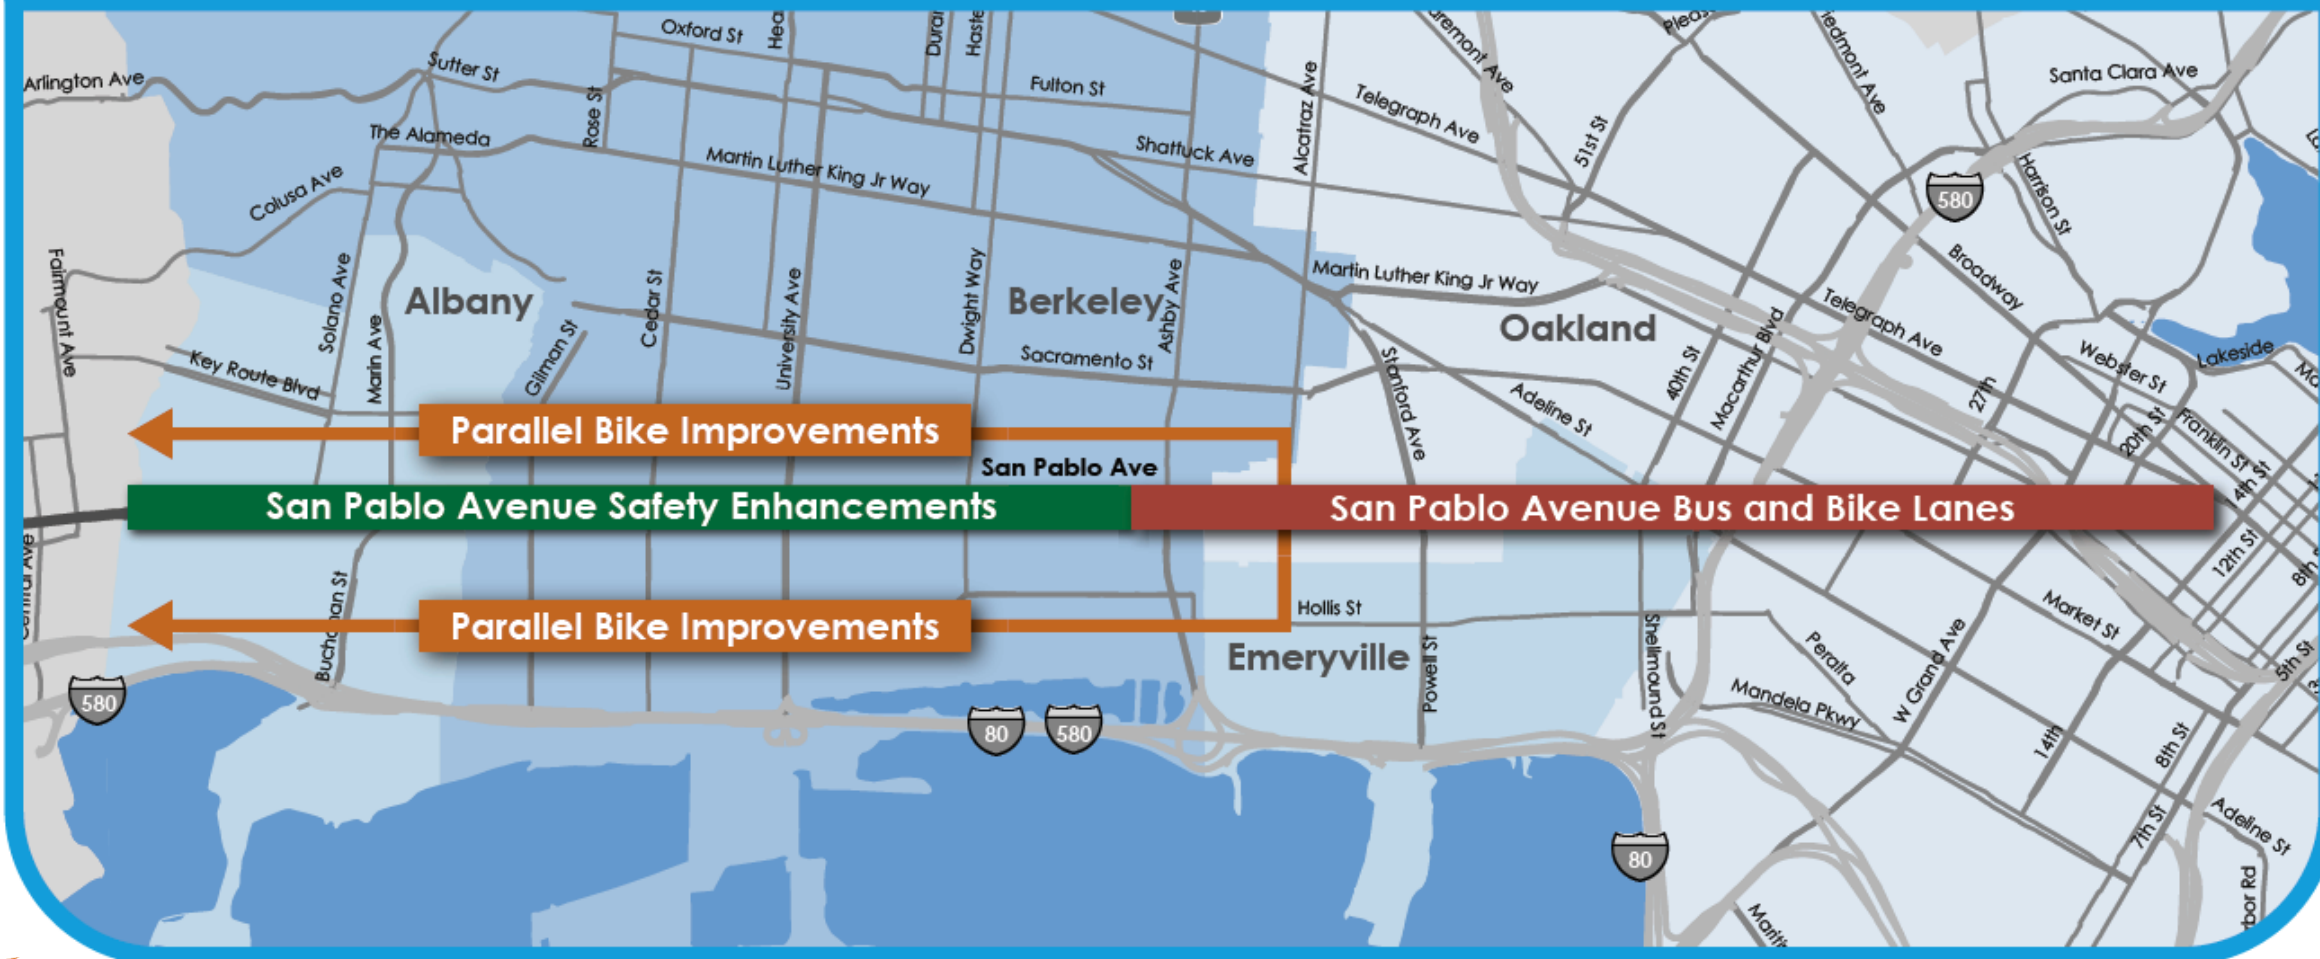 Oxford St
Arlington Ave
Sutter St
Rose St
Fulton St
Alcatraz Ave
Telegraph Ave
51st St
Santa Clara Ave
The Alameda
Shattuck Ave
Martin Luther King Jr Way
Colusa Ave
Harrison St
580
Fairmount Ave
Solano Ave
Marin Ave
Albany
Gilman St
Cedar St
University Ave
Dwight Way
Berkeley
Ashby Ave
Martin Luther King Jr Way
Oakland
Broadway
Telegraph Ave
Macarthur Blvd
40th St
Key Route Blvd
Sacramento St
Stanford Ave
Adeline St
27th
Webster St
Lakeside
20th St
Franklin St
4th St
Parallel Bike Improvements
San Pablo Ave
San Pablo Avenue Safety Enhancements
San Pablo Avenue Bus and Bike Lanes
12th St
Parallel Bike Improvements
Hollis St
Emeryville
Powell St
Shellmound St
Peralta
Mandela Pkwy
W Grand Ave
Market St
5th St
14th
8th St
7th St
Adeline St
580
80
580
80